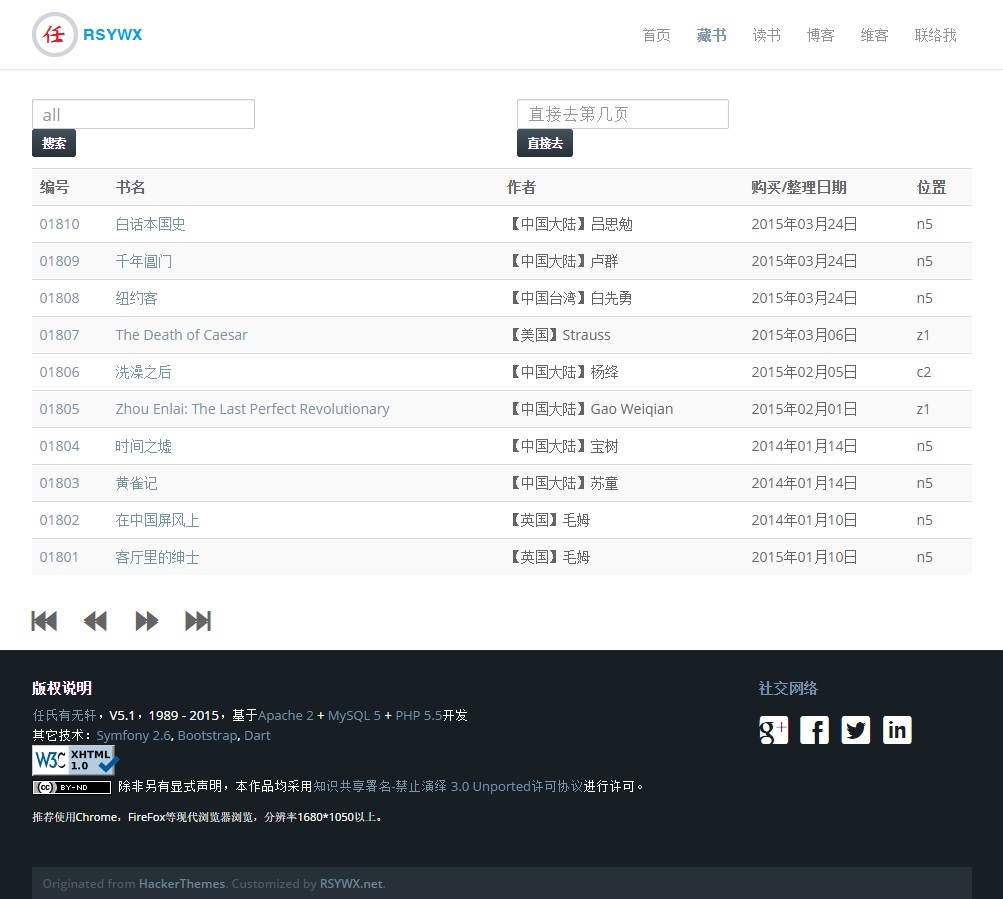 任 RSYWX 首页 藏书 读书 博客 维客 联络我
all 直接去第几页
搜索 直接去
编号 书名 作者 购买/整理日期 位置
01810 白话本国史 【中国大陆】吕思勉 2015年03月24日 n5
01809 千年阊门 【中国大陆】卢群 2015年03月24日 n5
01808 纽约客 【中国台湾】白先勇 2015年03月24日 n5
01807 The Death of Caesar 【美国】Strauss 2015年03月06日 z1
01806 洗澡之后 【中国大陆】杨绛 2015年02月05日 c2
01805 Zhou Enlai: The Last Perfect Revolutionary 【中国大陆】Gao Weiqian 2015年02月01日 z1
01804 时间之墟 【中国大陆】宝树 2014年01月14日 n5
01803 黄雀记 【中国大陆】苏童 2014年01月14日 n5
01802 在中国屏风上 【英国】毛姆 2014年01月10日 n5
01801 客厅里的绅士 【英国】毛姆 2015年01月10日 n5
版权说明 社交网络
任氏有无轩，V5.1，1989 - 2015，基于Apache 2 + MySQL 5 + PHP 5.5开发
g+ f in
其它技术：Symfony 2.6, Bootstrap, Dart
W3C XHTML 1.0
cc BY-ND 除非另有显式声明，本作品均采用知识共享署名-禁止演绎 3.0 Unported许可协议进行许可。
推荐使用Chrome，FireFox等现代浏览器浏览，分辨率1680*1050以上。
Originated from HackerThemes. Customized by RSYWX.net.